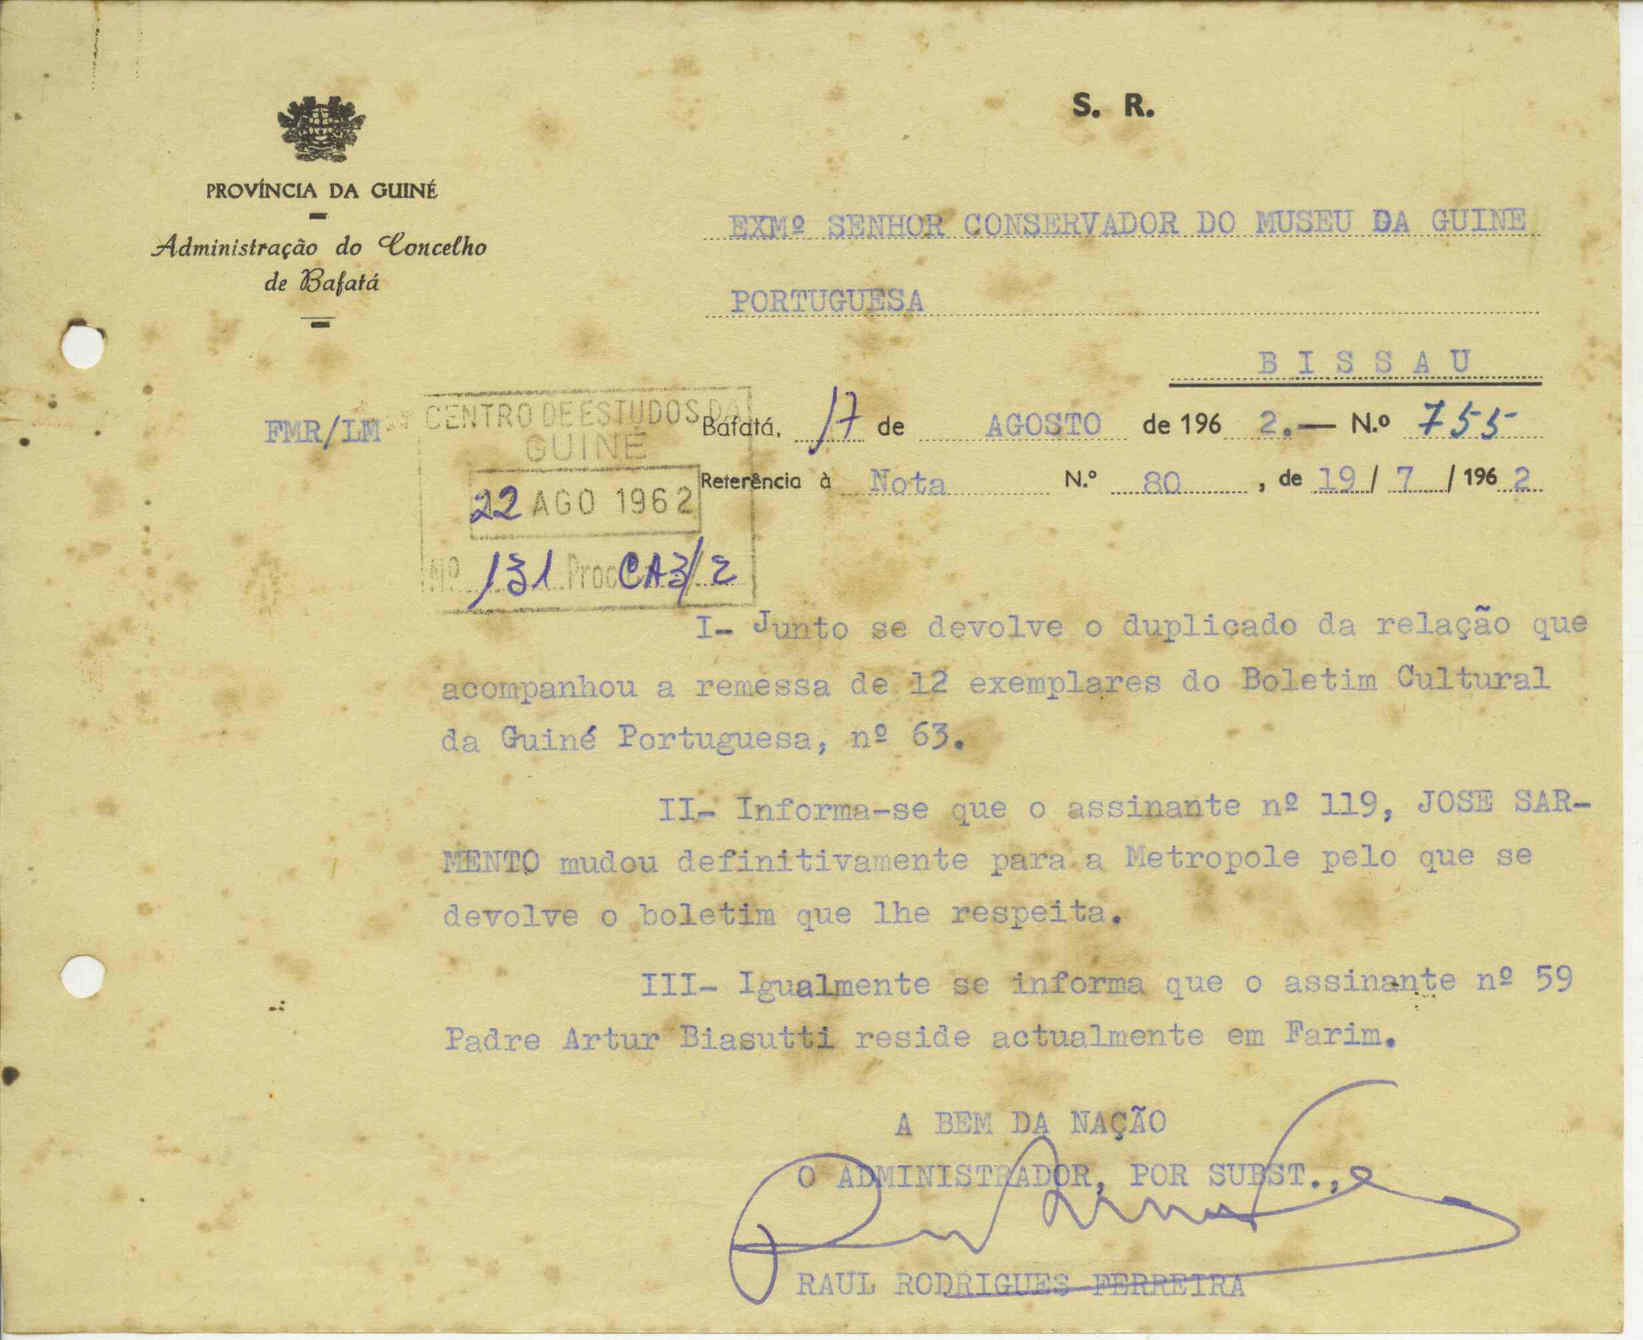 S. R.
PROVÍNCIA DA GUINÉ
Administração do Concelho
de Bafatá
EXMº SENHOR CONSERVADOR DO MUSEU DA GUINE
PORTUGUESA
B I S S A U
FMR/LM
CENTRO DE ESTUDOS DA
GUINÉ
22 AGO 1962
Nº 131 Proc CA3/2
Bafatá, 17 de AGOSTO de 196 2.— N.º 755
Referência à Nota N.º 80 , de 19/ 7 /196 2
I- Junto se devolve o duplicado da relação que
acompanhou a remessa de 12 exemplares do Boletim Cultural
da Guiné Portuguesa, nº 63.
II- Informa-se que o assinante nº 119, JOSE SAR-
MENTO mudou definitivamente para a Metropole pelo que se
devolve o boletim que lhe respeita.
III- Igualmente se informa que o assinante nº 59
Padre Artur Biasutti reside actualmente em Farim.
A BEM DA NAÇÃO
O ADMINISTRADOR, POR SUBST.,
RAUL RODRIGUES FERREIRA